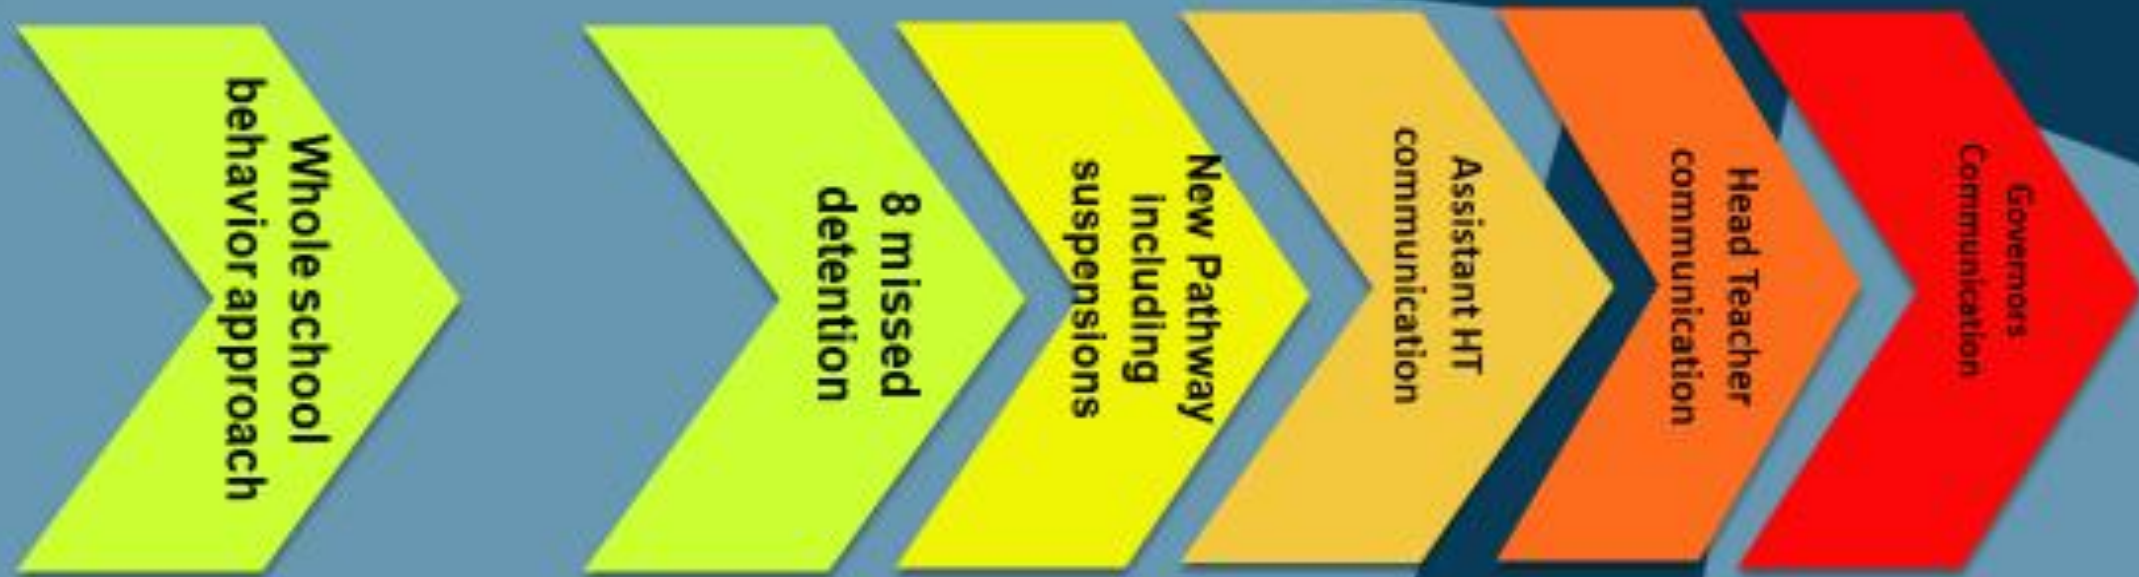 Whole school
behavior approach
8 missed
detention
New Pathway
including
suspensions
Assistant HT
communication
Head Teacher
communication
Governors
Communication